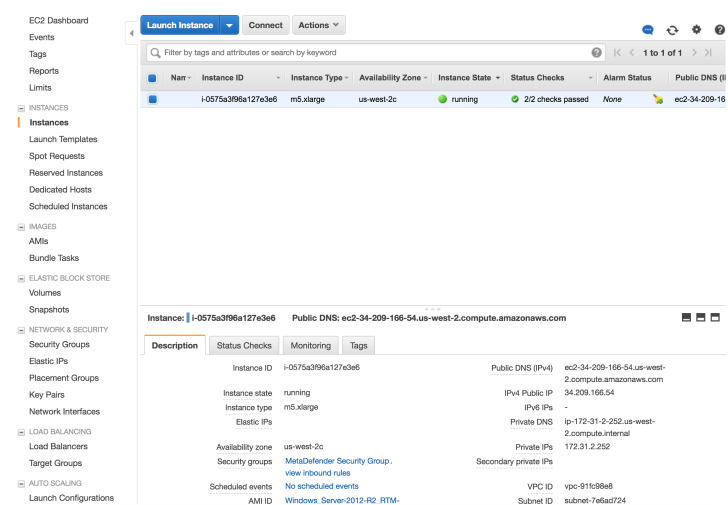 EC2 Dashboard
Events
Tags
Reports
Limits
INSTANCES
Instances
Launch Templates
Spot Requests
Reserved Instances
Dedicated Hosts
Scheduled Instances
IMAGES
AMIs
Bundle Tasks
ELASTIC BLOCK STORE
Volumes
Snapshots
NETWORK & SECURITY
Security Groups
Elastic IPs
Placement Groups
Key Pairs
Network Interfaces
LOAD BALANCING
Load Balancers
Target Groups
AUTO SCALING
Launch Configurations
Launch Instance Connect Actions
Filter by tags and attributes or search by keyword 1 to 1 of 1
Nam Instance ID Instance Type Availability Zone Instance State Status Checks Alarm Status Public DNS (I
i-0575a3f96a127e3e6 m5.xlarge us-west-2c running 2/2 checks passed None ec2-34-209-16
Instance: i-0575a3f96a127e3e6 Public DNS: ec2-34-209-166-54.us-west-2.compute.amazonaws.com
Description Status Checks Monitoring Tags
Instance ID i-0575a3f96a127e3e6 Public DNS (IPv4) ec2-34-209-166-54.us-west-
2.compute.amazonaws.com
Instance state running IPv4 Public IP 34.209.166.54
Instance type m5.xlarge IPv6 IPs -
Elastic IPs Private DNS ip-172-31-2-252.us-west-
2.compute.internal
Availability zone us-west-2c Private IPs 172.31.2.252
Security groups MetaDefender Security Group. Secondary private IPs
view inbound rules
Scheduled events No scheduled events VPC ID vpc-91fc98e8
AMI ID Windows_Server-2012-R2_RTM- Subnet ID subnet-7e6ad724